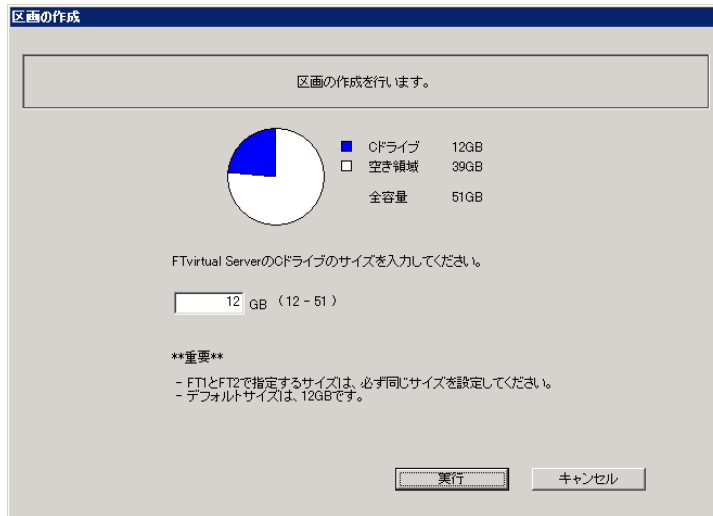 区画の作成
区画の作成を行います。
Cドライブ 12GB
空き領域 39GB
全容量 51GB
FTvirtual ServerのCドライブのサイズを入力してください。
12 GB (12 - 51)
**重要**
- FT1とFT2で指定するサイズは、必ず同じサイズを設定してください。
- デフォルトサイズは、12GBです。
実行 キャンセル